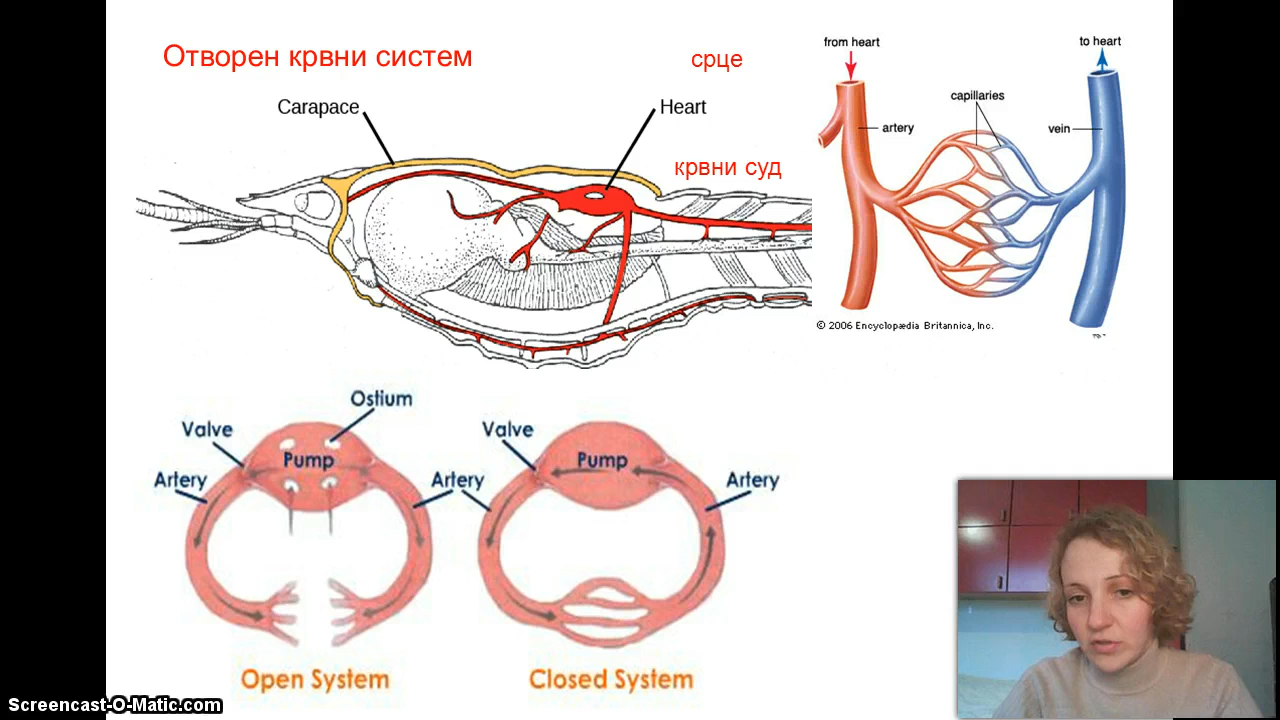 Отворен крвни систем
срце
Carapace
Heart
крвни суд
from heart
to heart
capillaries
artery
vein
© 2006 Encyclopædia Britannica, Inc.
Ostium
Valve
Pump
Artery
Artery
Valve
Pump
Artery
Open System
Closed System
Screencast-O-Matic.com